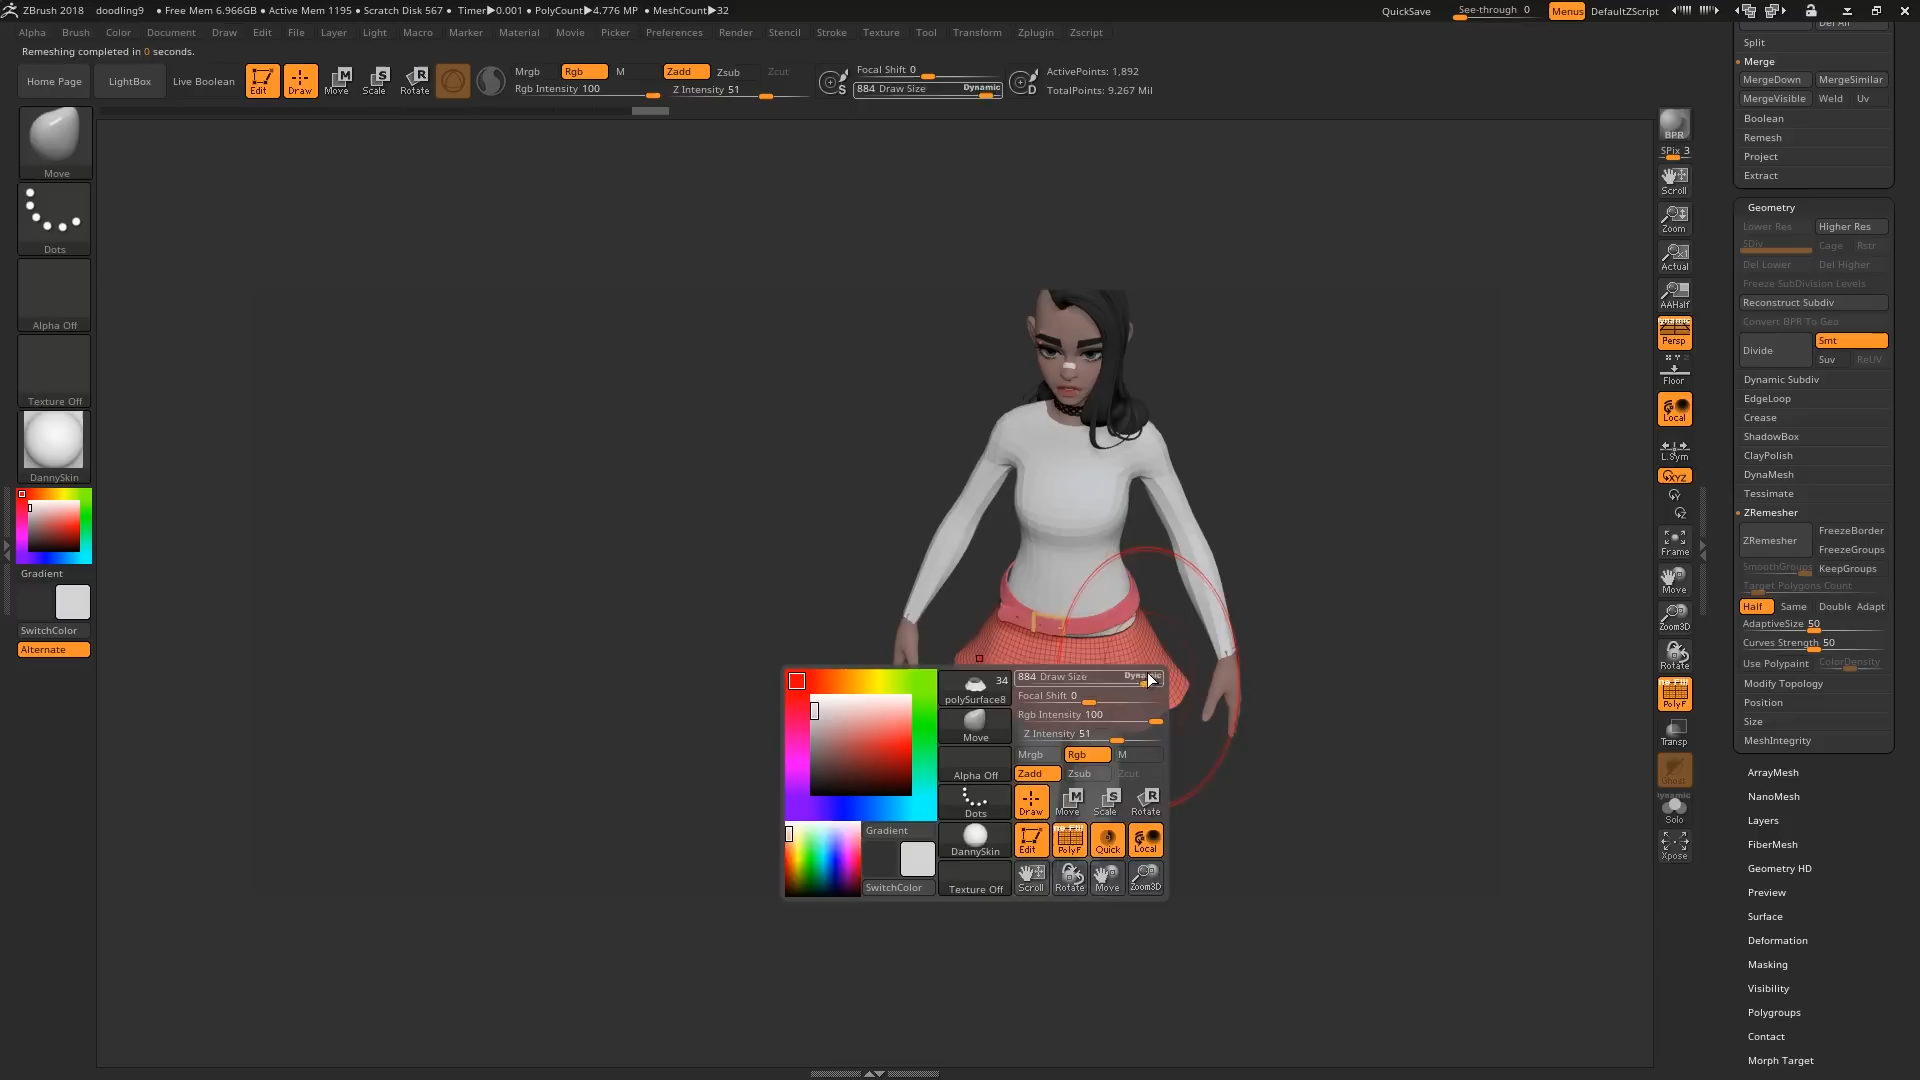 ZBrush 2018 doodling9 • Free Mem 6.966GB • Active Mem 1195 • Scratch Disk 567 • Timer▶0.001 • PolyCount▶4.776 MP • MeshCount▶32 QuickSave See-through 0 Menus DefaultZScript
Alpha Brush Color Document Draw Edit File Layer Light Macro Marker Material Movie Picker Preferences Render Stencil Stroke Texture Tool Transform Zplugin Zscript
Remeshing completed in 0 seconds.
Home Page LightBox Live Boolean Edit Draw Move Scale Rotate
Mrgb Rgb M Zadd Zsub Zcut
Rgb Intensity 100 Z Intensity 51
Focal Shift 0
884 Draw Size Dynamic
ActivePoints: 1,892
TotalPoints: 9.267 Mil
Move
Dots
Alpha Off
Texture Off
DannySkin
Gradient
SwitchColor
Alternate
34
polySurface8
Move
Alpha Off
Dots
DannySkin
Texture Off
Gradient
SwitchColor
884 Draw Size Dynamic
Focal Shift 0
Rgb Intensity 100
Z Intensity 51
Mrgb Rgb M
Zadd Zsub Zcut
Draw Move Scale Rotate
Edit PolyF Quick Local
Scroll Rotate Move Zoom3D
BPR
SPix 3
Scroll
Zoom
Actual
AAHalf
Persp
Floor
Local
L.Sym
XYZ
Frame
Move
Zoom3D
Rotate
PolyF
Transp
Ghost
Dynamic
Solo
Xpose
Del All
Split
Merge
MergeDown MergeSimilar
MergeVisible Weld Uv
Boolean
Remesh
Project
Extract
Geometry
Lower Res Higher Res
SDiv Cage Rstr
Del Lower Del Higher
Freeze SubDivision Levels
Reconstruct Subdiv
Convert BPR To Geo
Divide Smt
Suv ReUV
Dynamic Subdiv
EdgeLoop
Crease
ShadowBox
ClayPolish
DynaMesh
Tessimate
ZRemesher
ZRemesher FreezeBorder
FreezeGroups
SmoothGroups KeepGroups
Target Polygons Count
Half Same Double Adapt
AdaptiveSize 50
Curves Strength 50
Use Polypaint ColorDensity
Modify Topology
Position
Size
MeshIntegrity
ArrayMesh
NanoMesh
Layers
FiberMesh
Geometry HD
Preview
Surface
Deformation
Masking
Visibility
Polygroups
Contact
Morph Target